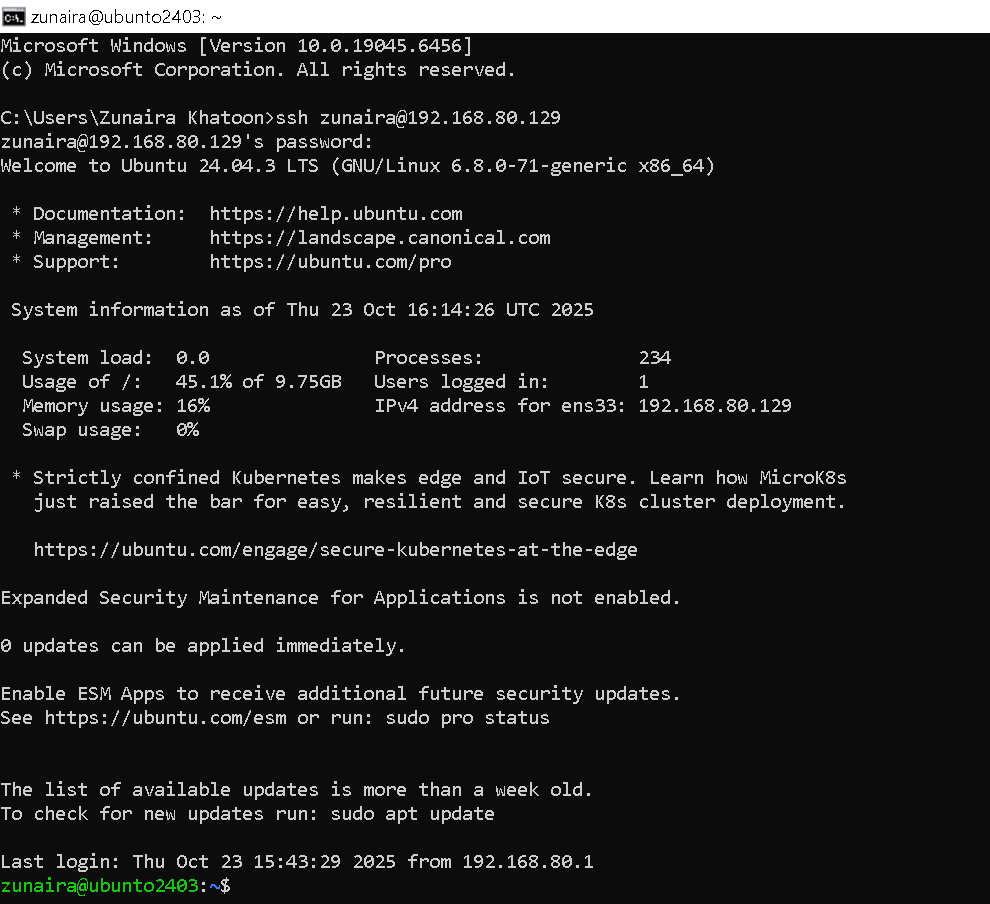 zunaira@ubunto2403: ~
Microsoft Windows [Version 10.0.19045.6456]
(c) Microsoft Corporation. All rights reserved.
C:\Users\Zunaira Khatoon>ssh zunaira@192.168.80.129
zunaira@192.168.80.129's password:
Welcome to Ubuntu 24.04.3 LTS (GNU/Linux 6.8.0-71-generic x86_64)
* Documentation:  https://help.ubuntu.com
* Management:     https://landscape.canonical.com
* Support:        https://ubuntu.com/pro
System information as of Thu 23 Oct 16:14:26 UTC 2025
System load:  0.0               Processes:              234
Usage of /:   45.1% of 9.75GB   Users logged in:        1
Memory usage: 16%               IPv4 address for ens33: 192.168.80.129
Swap usage:   0%
* Strictly confined Kubernetes makes edge and IoT secure. Learn how MicroK8s
just raised the bar for easy, resilient and secure K8s cluster deployment.
https://ubuntu.com/engage/secure-kubernetes-at-the-edge
Expanded Security Maintenance for Applications is not enabled.
0 updates can be applied immediately.
Enable ESM Apps to receive additional future security updates.
See https://ubuntu.com/esm or run: sudo pro status
The list of available updates is more than a week old.
To check for new updates run: sudo apt update
Last login: Thu Oct 23 15:43:29 2025 from 192.168.80.1
zunaira@ubunto2403:~$